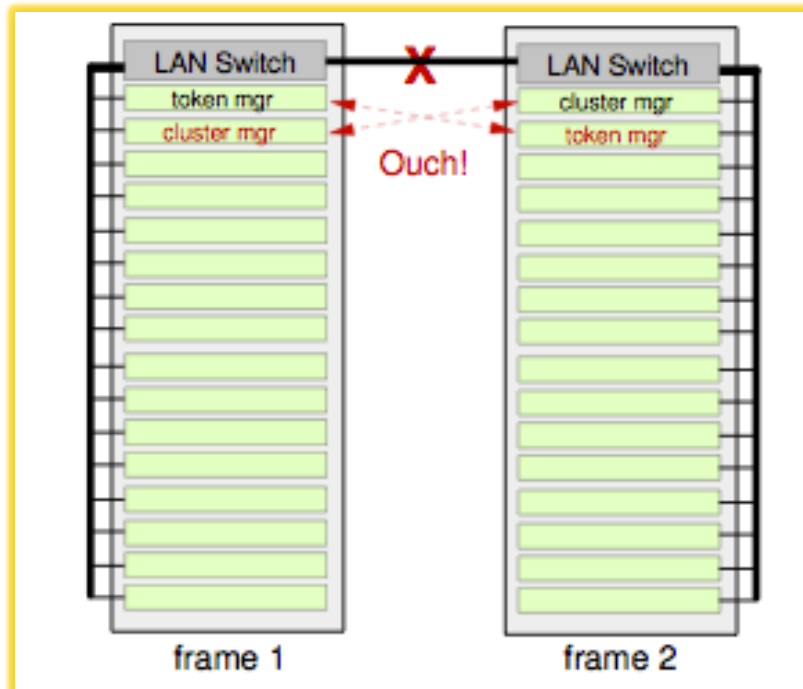 LAN Switch
token mgr
cluster mgr
X
Ouch!
LAN Switch
cluster mgr
token mgr
frame 1
frame 2